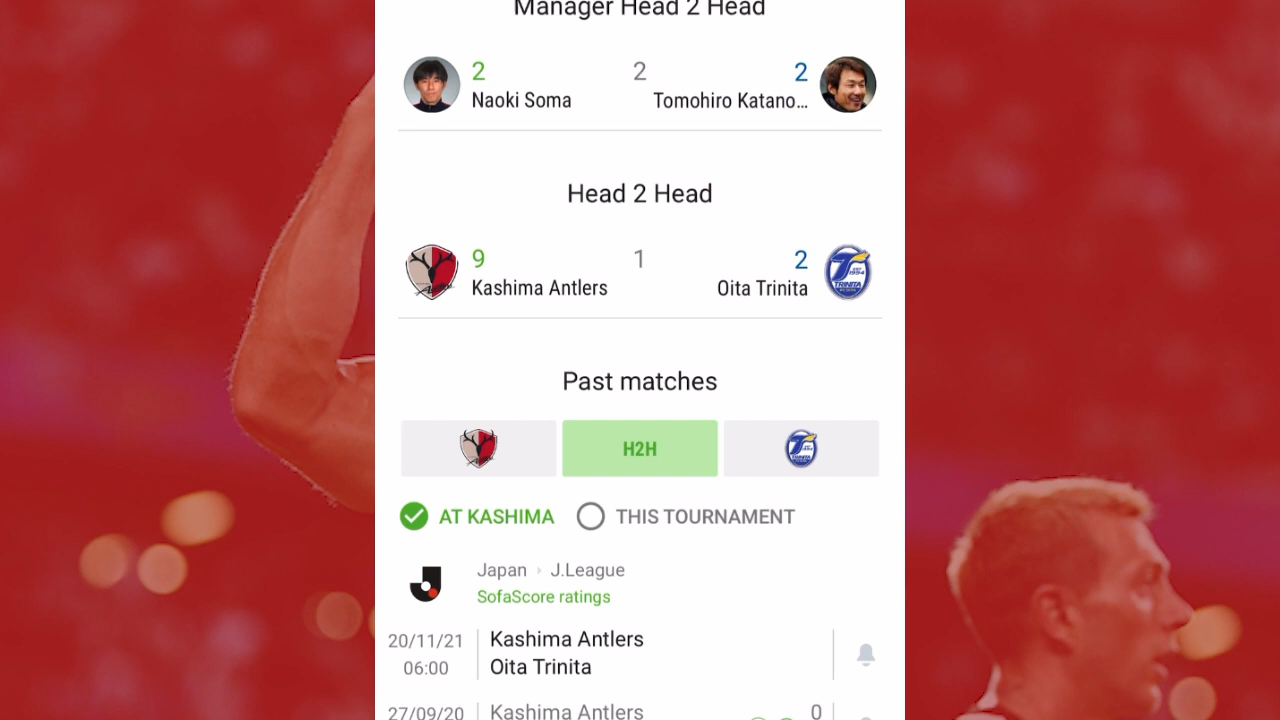 Manager Head 2 Head
2 2 2
Naoki Soma Tomohiro Katano...
Head 2 Head
9 1 2
Kashima Antlers Oita Trinita
Past matches
H2H
AT KASHIMA THIS TOURNAMENT
Japan J.League
SofaScore ratings
20/11/21 Kashima Antlers
06:00 Oita Trinita
27/09/20 Kashima Antlers 0